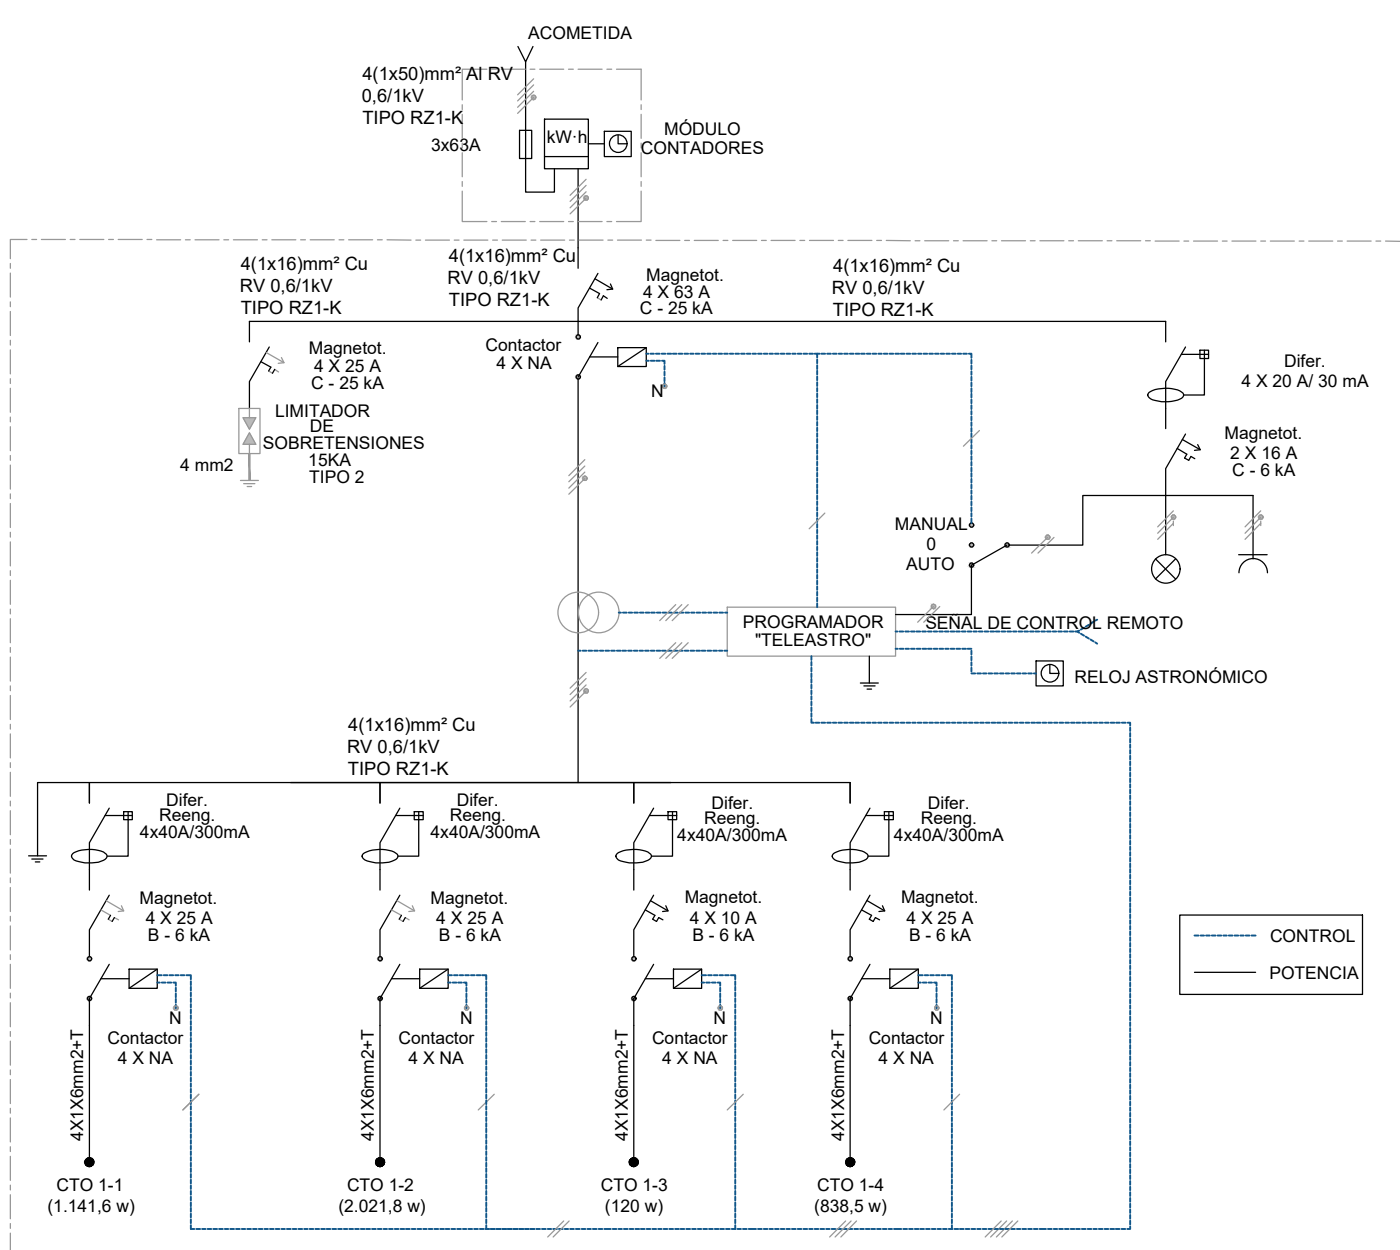 ACOMETIDA
4(1x50)mm² Al RV
0,6/1kV
TIPO RZ1-K
3x63A
kW·h
MÓDULO
CONTADORES
4(1x16)mm² Cu
RV 0,6/1kV
TIPO RZ1-K
4(1x16)mm² Cu
RV 0,6/1kV
TIPO RZ1-K
Magnetot.
4 X 63 A
C - 25 kA
4(1x16)mm² Cu
RV 0,6/1kV
TIPO RZ1-K
Magnetot.
4 X 25 A
C - 25 kA
LIMITADOR
DE
SOBRETENSIONES
15KA
TIPO 2
4 mm2
Contactor
4 X NA
N
Difer.
4 X 20 A/ 30 mA
Magnetot.
2 X 16 A
C - 6 kA
MANUAL
0
AUTO
PROGRAMADOR
"TELEASTRO"
SEÑAL DE CONTROL REMOTO
RELOJ ASTRONÓMICO
4(1x16)mm² Cu
RV 0,6/1kV
TIPO RZ1-K
Difer.
Reeng.
4x40A/300mA
Difer.
Reeng.
4x40A/300mA
Difer.
Reeng.
4x40A/300mA
Difer.
Reeng.
4x40A/300mA
Magnetot.
4 X 25 A
B - 6 kA
Magnetot.
4 X 25 A
B - 6 kA
Magnetot.
4 X 10 A
B - 6 kA
Magnetot.
4 X 25 A
B - 6 kA
N
Contactor
4 X NA
N
Contactor
4 X NA
N
Contactor
4 X NA
N
Contactor
4 X NA
4X1X6mm2+T
4X1X6mm2+T
4X1X6mm2+T
4X1X6mm2+T
CTO 1-1
(1.141,6 w)
CTO 1-2
(2.021,8 w)
CTO 1-3
(120 w)
CTO 1-4
(838,5 w)
CONTROL
POTENCIA